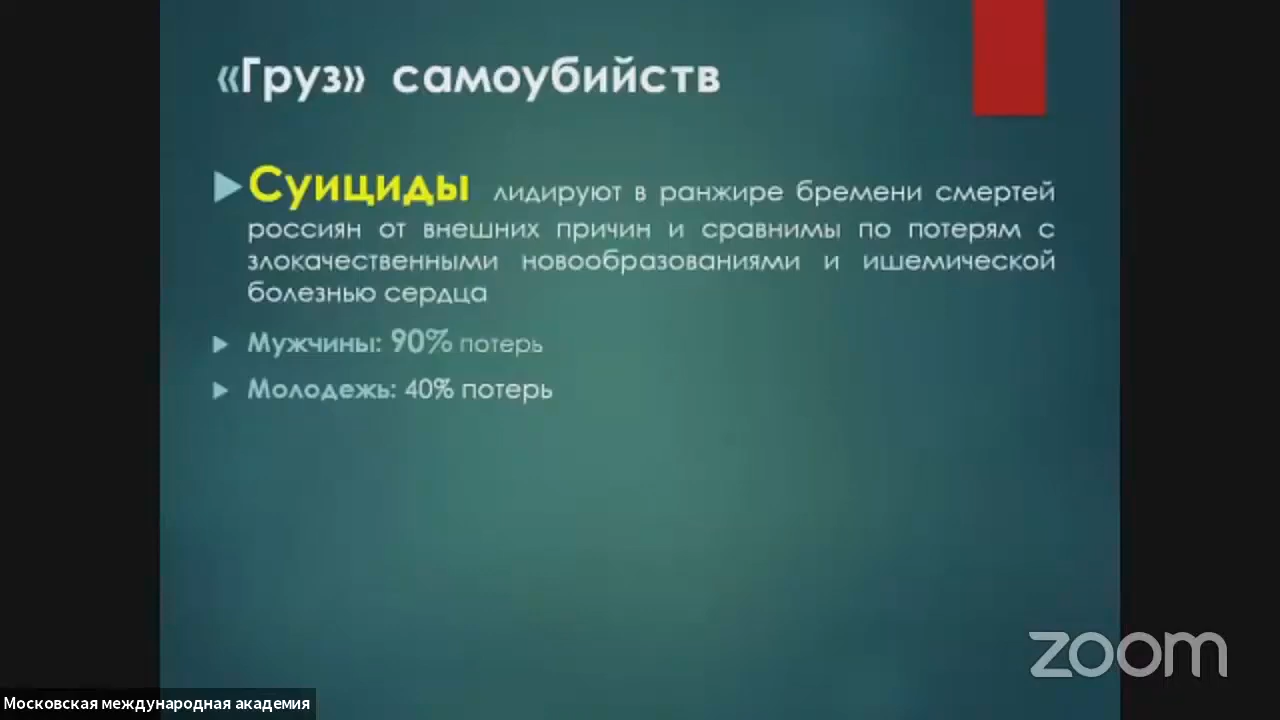 «Груз» самоубийств
Суициды лидируют в ранжире бремени смертей
россиян от внешних причин и сравнимы по потерям с
злокачественными новообразованиями и ишемической
болезнью сердца
Мужчины: 90% потерь
Молодежь: 40% потерь
zoom
Московская международная академия